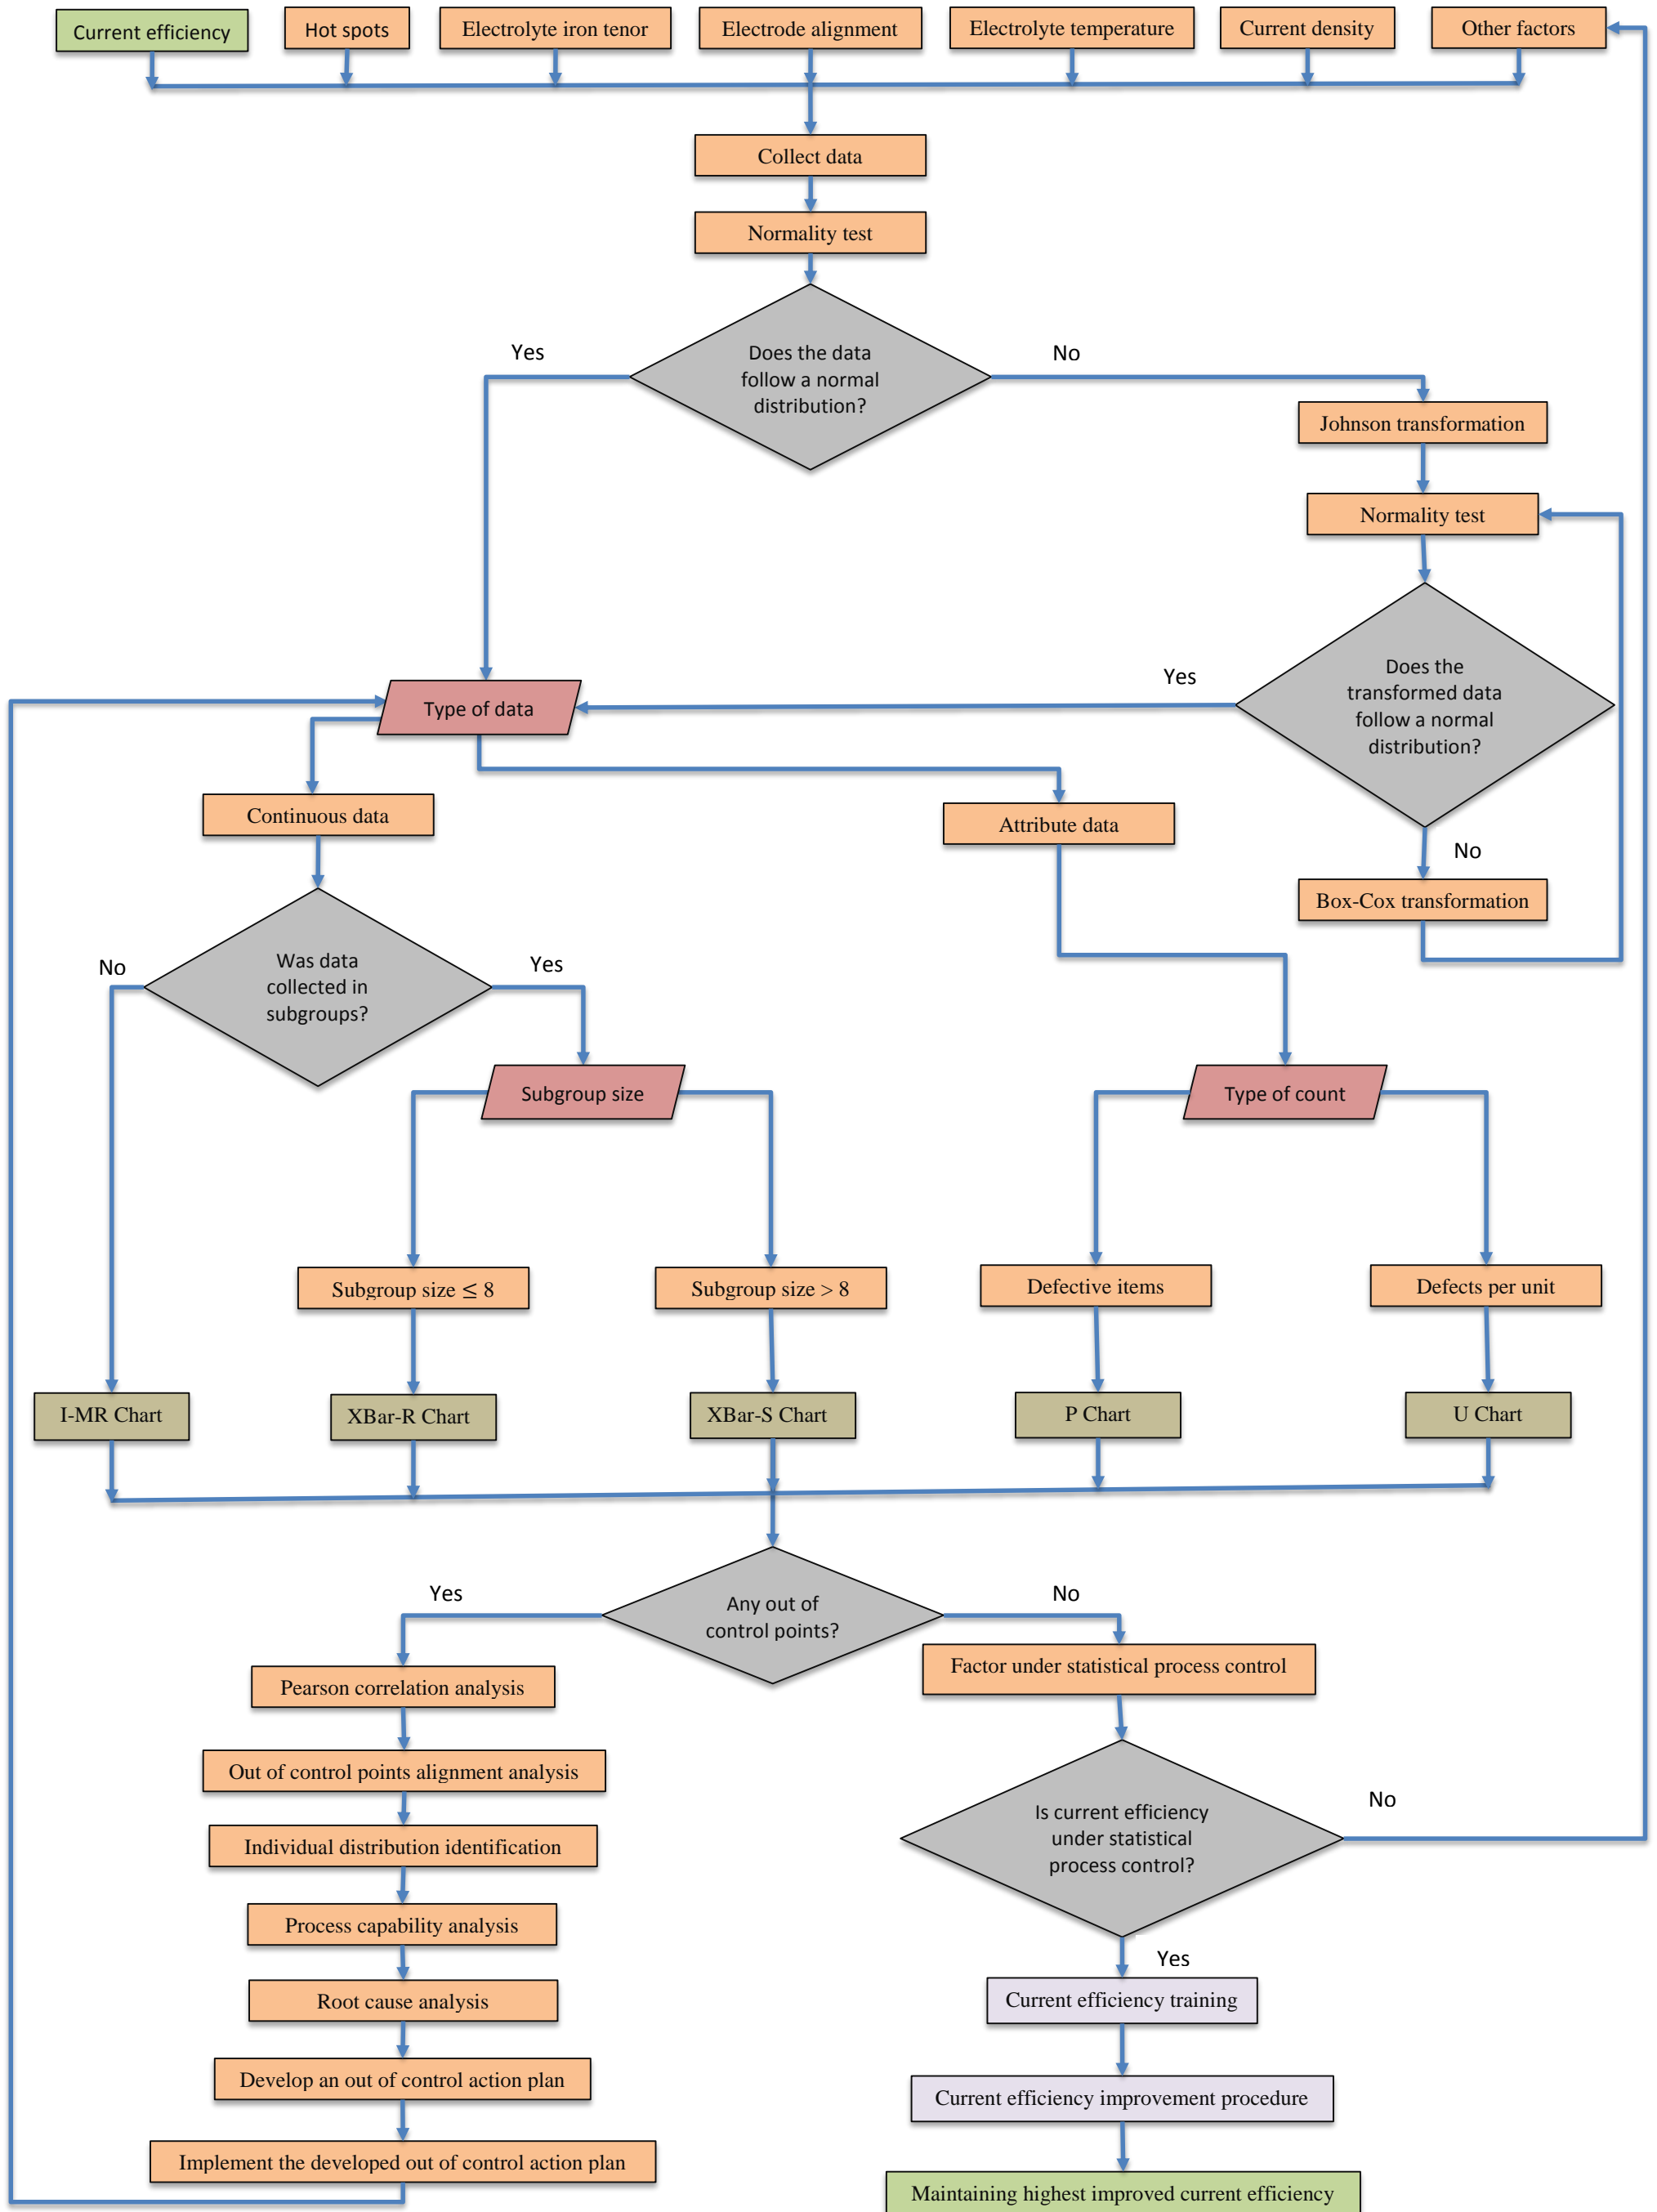 Current efficiency
Hot spots
Electrolyte iron tenor
Electrode alignment
Electrolyte temperature
Current density
Other factors
Collect data
Normality test
Does the data
follow a normal
distribution?
Yes
No
Johnson transformation
Normality test
Does the
transformed data
follow a normal
distribution?
Yes
No
Box-Cox transformation
Type of data
Continuous data
Attribute data
Was data
collected in
subgroups?
No
Yes
Subgroup size
Type of count
Subgroup size ≤ 8
Subgroup size > 8
Defective items
Defects per unit
I-MR Chart
XBar-R Chart
XBar-S Chart
P Chart
U Chart
Any out of
control points?
Yes
No
Pearson correlation analysis
Out of control points alignment analysis
Individual distribution identification
Process capability analysis
Root cause analysis
Develop an out of control action plan
Implement the developed out of control action plan
Factor under statistical process control
Is current efficiency
under statistical
process control?
No
Yes
Current efficiency training
Current efficiency improvement procedure
Maintaining highest improved current efficiency